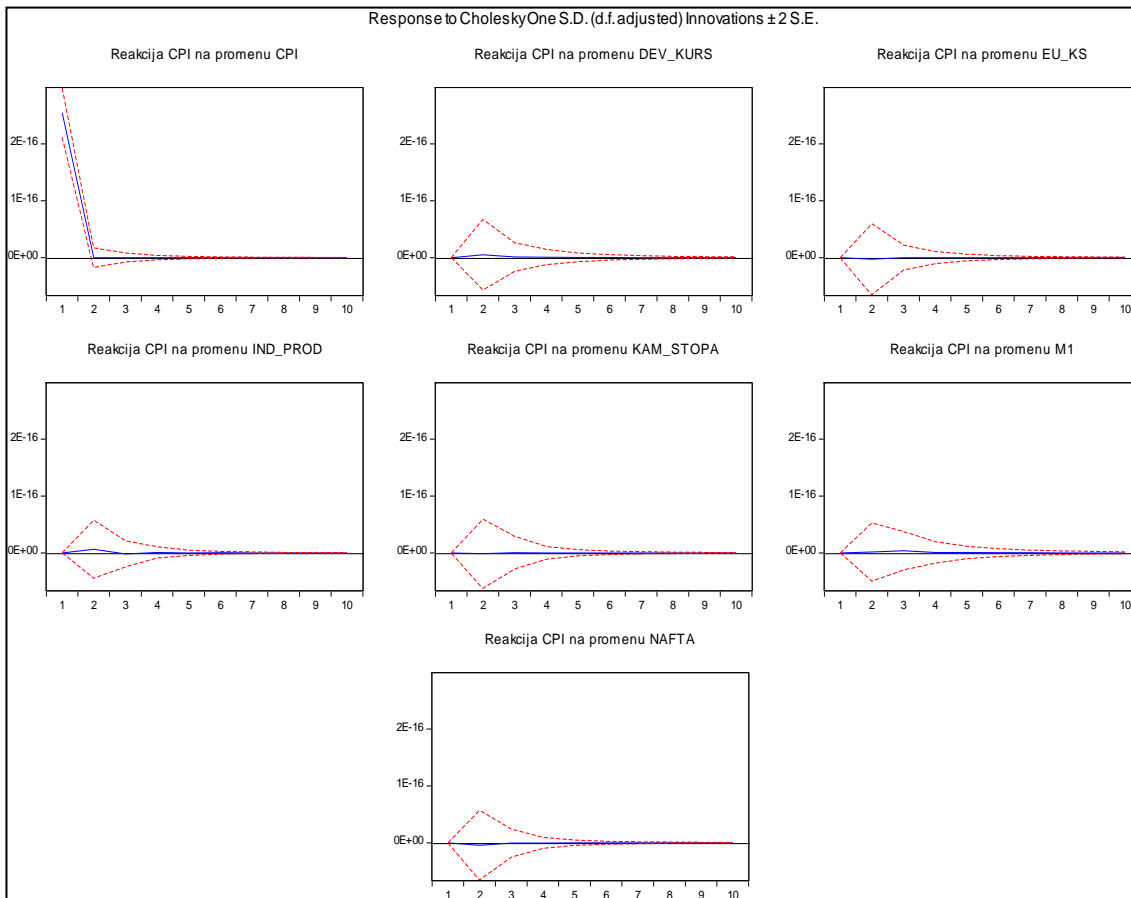 Response to Cholesky One S.D. (d.f. adjusted) Innovations ± 2 S.E.
Reakcija CPI na promenu CPI
2E-16
1E-16
0E+00
1 2 3 4 5 6 7 8 9 10
Reakcija CPI na promenu DEV_KURS
2E-16
1E-16
0E+00
1 2 3 4 5 6 7 8 9 10
Reakcija CPI na promenu EU_KS
2E-16
1E-16
0E+00
1 2 3 4 5 6 7 8 9 10
Reakcija CPI na promenu IND_PROD
2E-16
1E-16
0E+00
1 2 3 4 5 6 7 8 9 10
Reakcija CPI na promenu KAM_STOPA
2E-16
1E-16
0E+00
1 2 3 4 5 6 7 8 9 10
Reakcija CPI na promenu M1
2E-16
1E-16
0E+00
1 2 3 4 5 6 7 8 9 10
Reakcija CPI na promenu NAFTA
2E-16
1E-16
0E+00
1 2 3 4 5 6 7 8 9 10